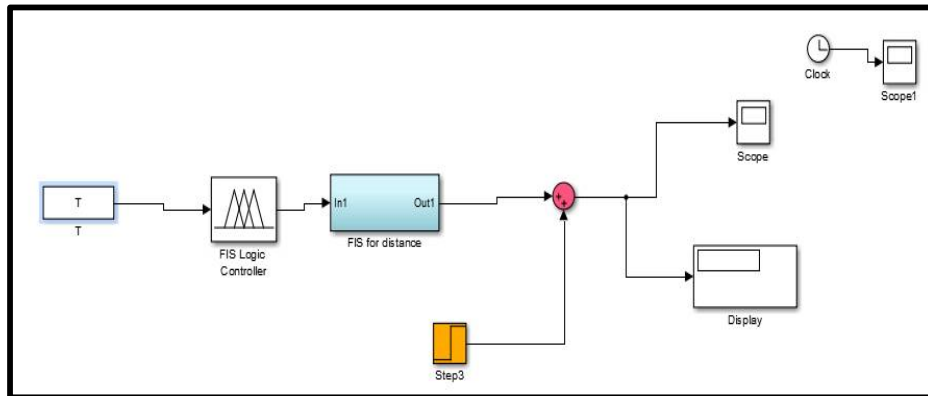 Clock
Scope1
Scope
T
T
In1
Out1
FIS Logic
Controller
FIS for distance
Display
Step3